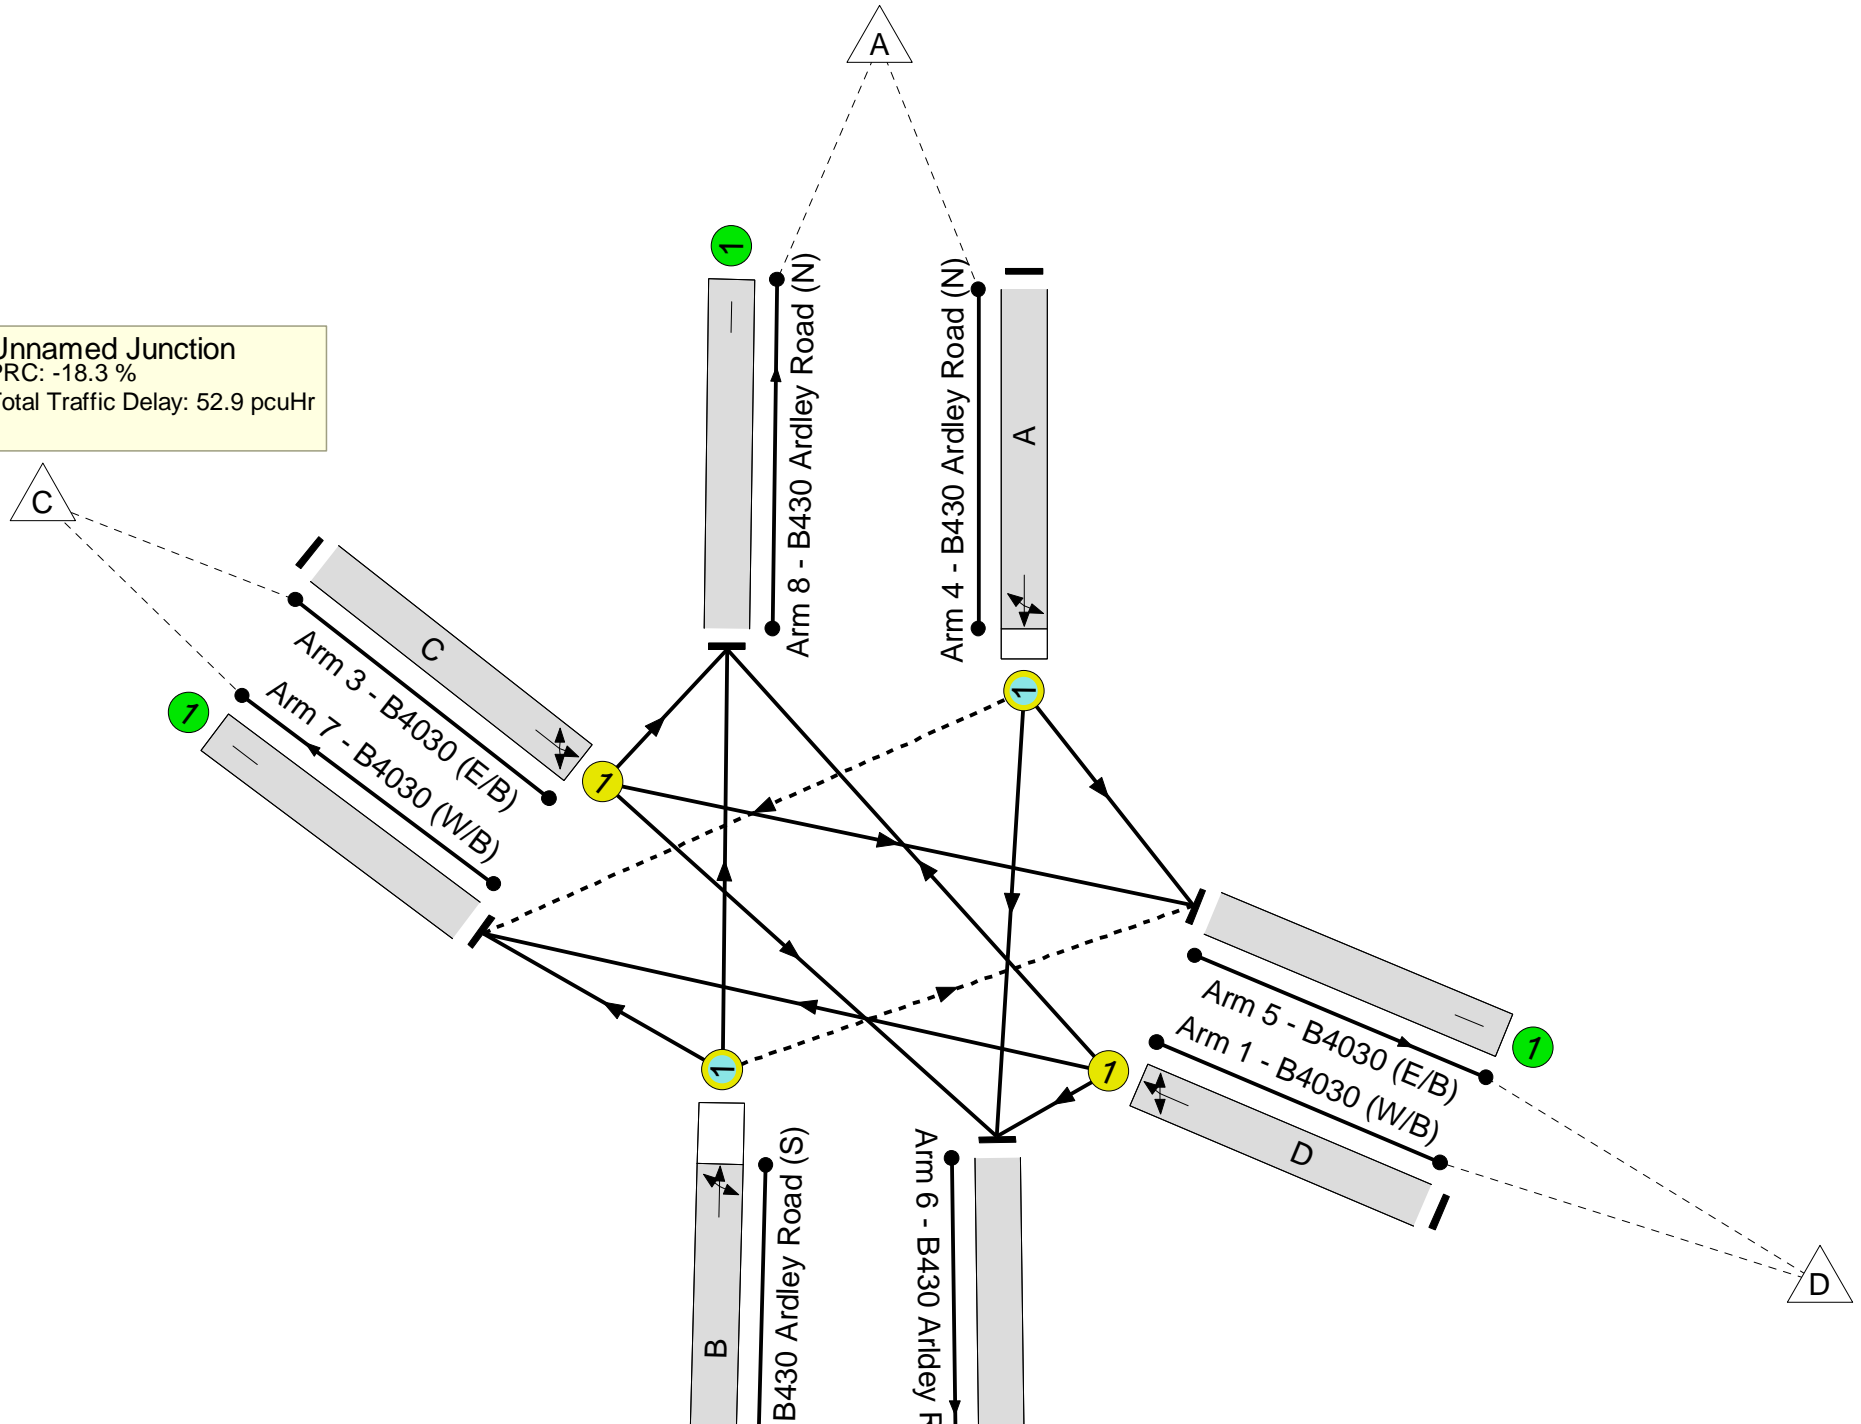 A
1
Arm 8 - B430 Ardley Road (N)
Arm 4 - B430 Ardley Road (N)
A
Unnamed Junction
PRC: -18.3 %
Total Traffic Delay: 52.9 pcuHr
C
C
Arm 3 - B4030 (E/B)
1
Arm 7 - B4030 (W/B)
1
1
1
1
Arm 5 - B4030 (E/B)
1
Arm 1 - B4030 (W/B)
D
D
B430 Ardley Road (S)
B
Arm 6 - B430 Arldey R